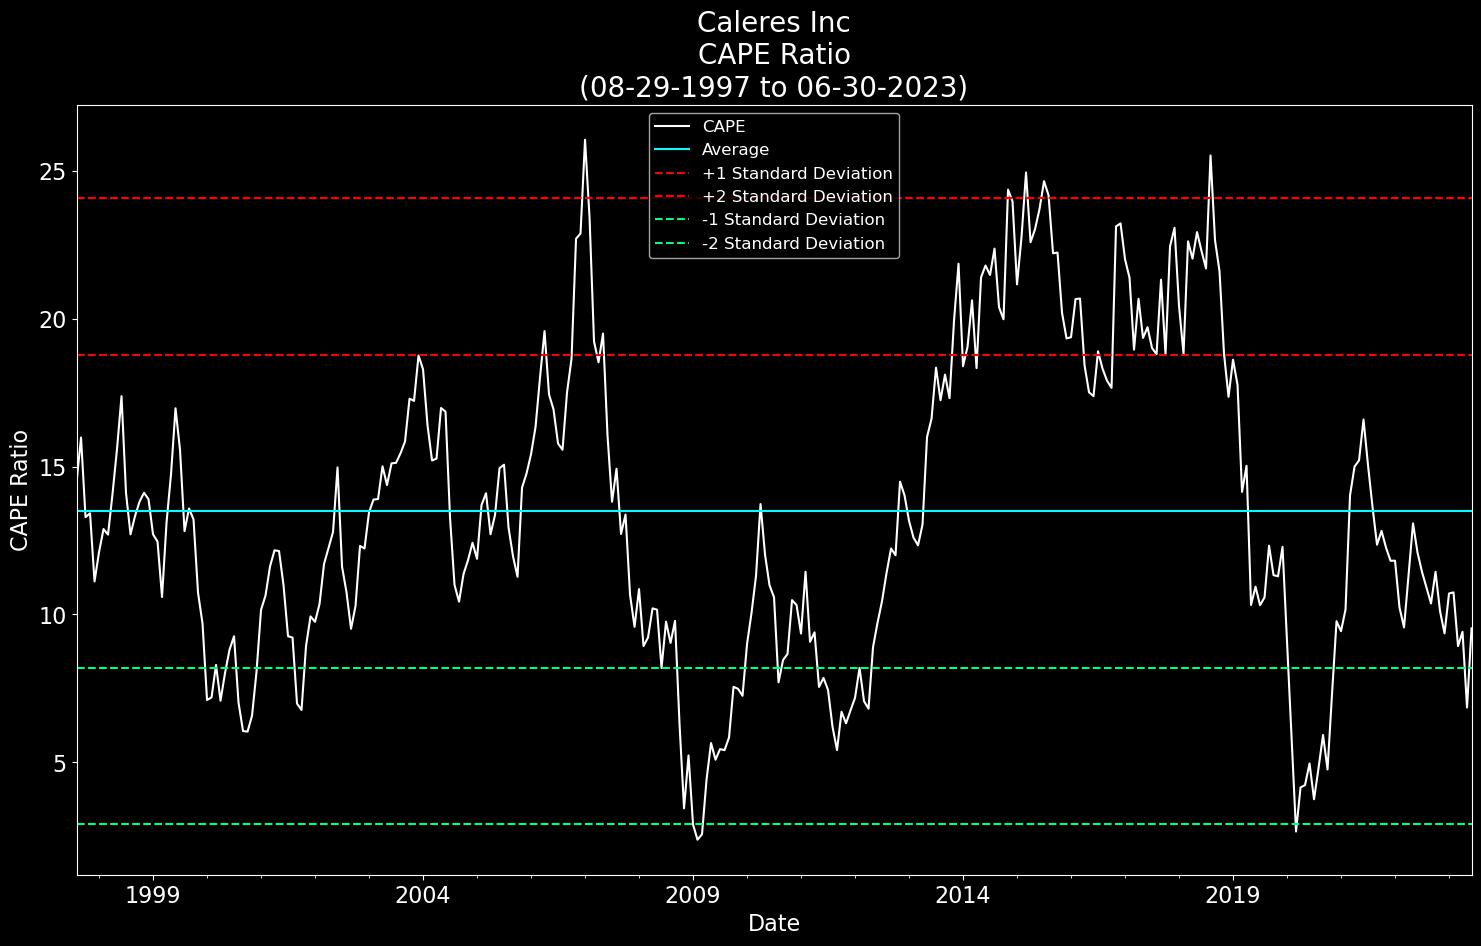 Caleres Inc
CAPE Ratio
(08-29-1997 to 06-30-2023)
CAPE
Average
+1 Standard Deviation
+2 Standard Deviation
-1 Standard Deviation
-2 Standard Deviation
25
20
15
10
5
CAPE Ratio
1999 2004 2009 2014 2019
Date